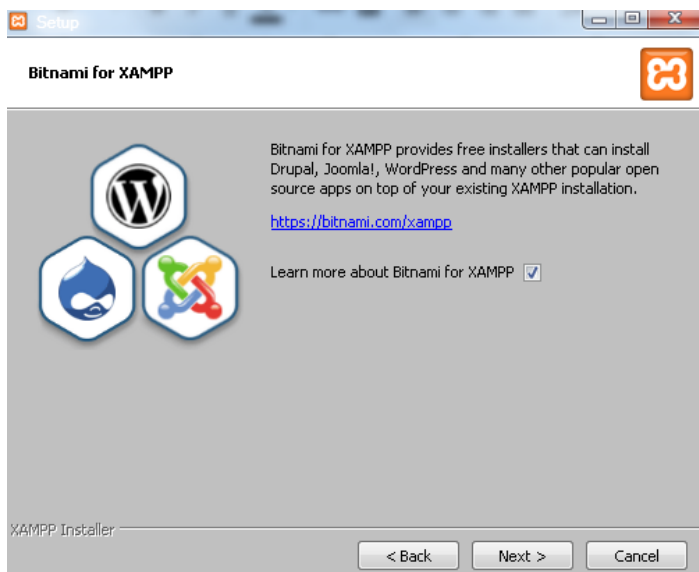 Setup
Bitnami for XAMPP
Bitnami for XAMPP provides free installers that can install
Drupal, Joomla!, WordPress and many other popular open
source apps on top of your existing XAMPP installation.
https://bitnami.com/xampp
Learn more about Bitnami for XAMPP
XAMPP Installer
< Back Next > Cancel